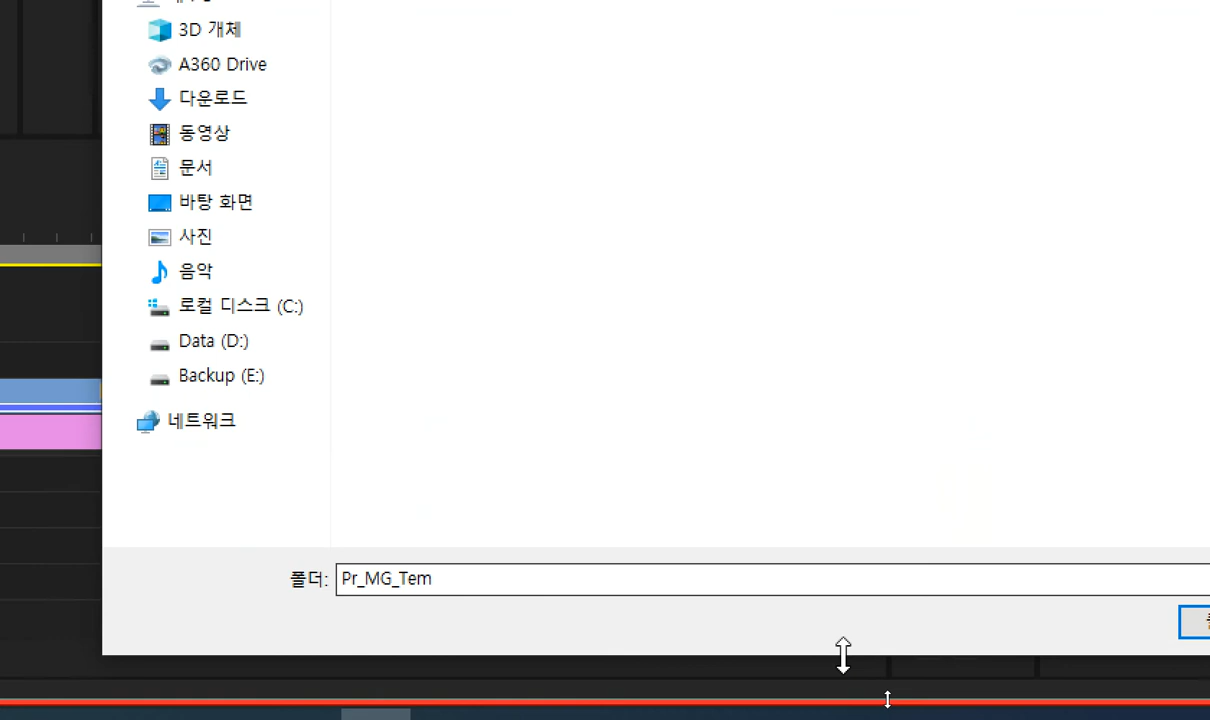 3D 개체
A360 Drive
다운로드
동영상
문서
바탕 화면
사진
음악
로컬 디스크 (C:)
Data (D:)
Backup (E:)
네트워크
폴더: Pr_MG_Tem